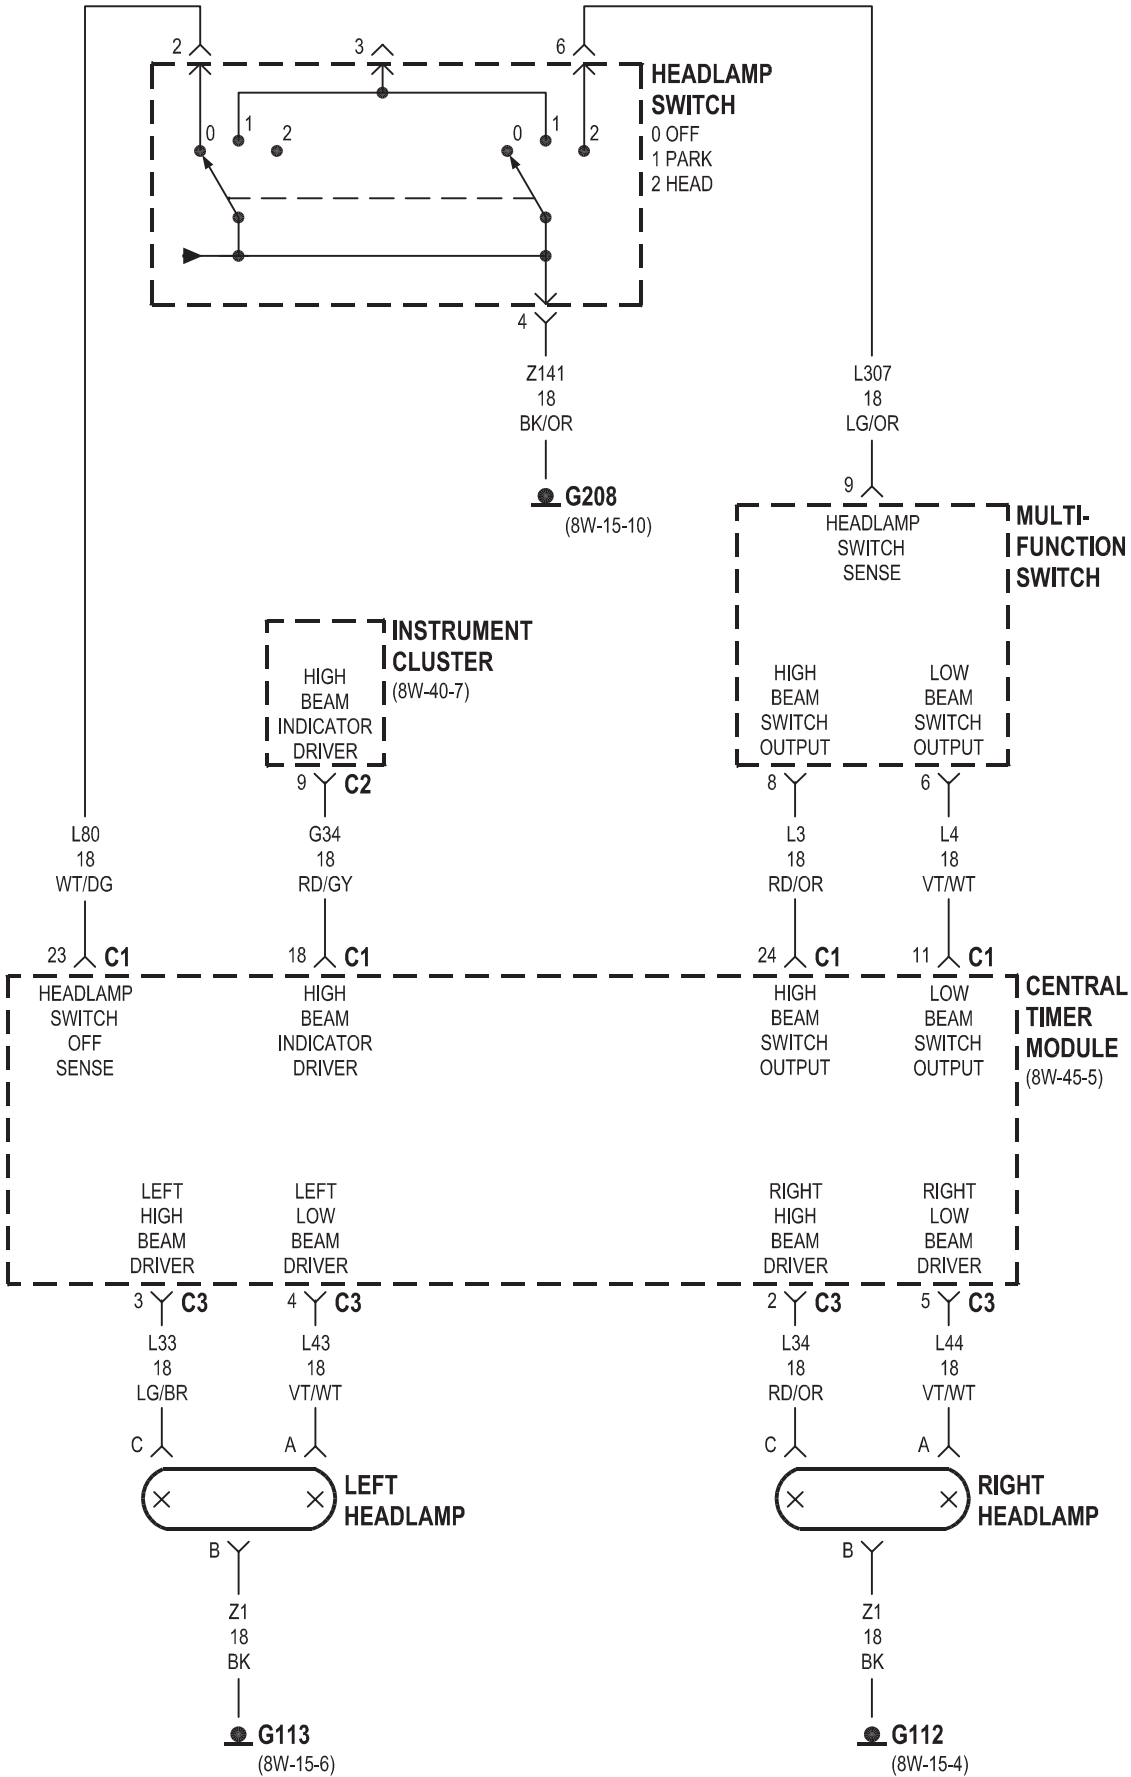 2
3
6
HEADLAMP
SWITCH
0 OFF
1 PARK
2 HEAD
0
1
2
0
1
2
4
Z141
18
BK/OR
G208
(8W-15-10)
L307
18
LG/OR
9
HEADLAMP
SWITCH
SENSE
MULTI-
FUNCTION
SWITCH
HIGH
BEAM
SWITCH
OUTPUT
LOW
BEAM
SWITCH
OUTPUT
INSTRUMENT
CLUSTER
(8W-40-7)
HIGH
BEAM
INDICATOR
DRIVER
9 C2
8
6
L80
18
WT/DG
G34
18
RD/GY
L3
18
RD/OR
L4
18
VT/WT
23 C1
18 C1
24 C1
11 C1
HEADLAMP
SWITCH
OFF
SENSE
HIGH
BEAM
INDICATOR
DRIVER
HIGH
BEAM
SWITCH
OUTPUT
LOW
BEAM
SWITCH
OUTPUT
CENTRAL
TIMER
MODULE
(8W-45-5)
LEFT
HIGH
BEAM
DRIVER
LEFT
LOW
BEAM
DRIVER
RIGHT
HIGH
BEAM
DRIVER
RIGHT
LOW
BEAM
DRIVER
3 C3
4 C3
2 C3
5 C3
L33
18
LG/BR
L43
18
VT/WT
L34
18
RD/OR
L44
18
VT/WT
C
A
C
A
LEFT
HEADLAMP
RIGHT
HEADLAMP
B
B
Z1
18
BK
Z1
18
BK
G113
(8W-15-6)
G112
(8W-15-4)